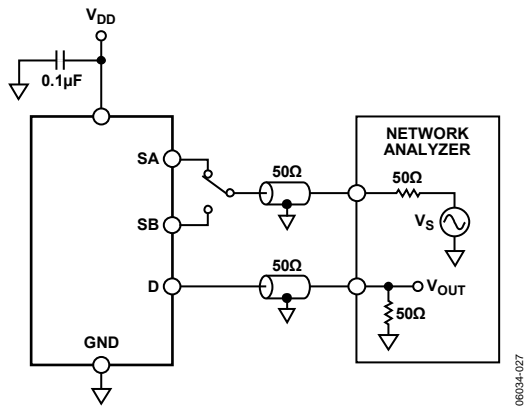 VDD
0.1µF
NETWORK
ANALYZER
SA
50Ω
50Ω
VS
SB
50Ω
D
VOUT
50Ω
GND
06034-027